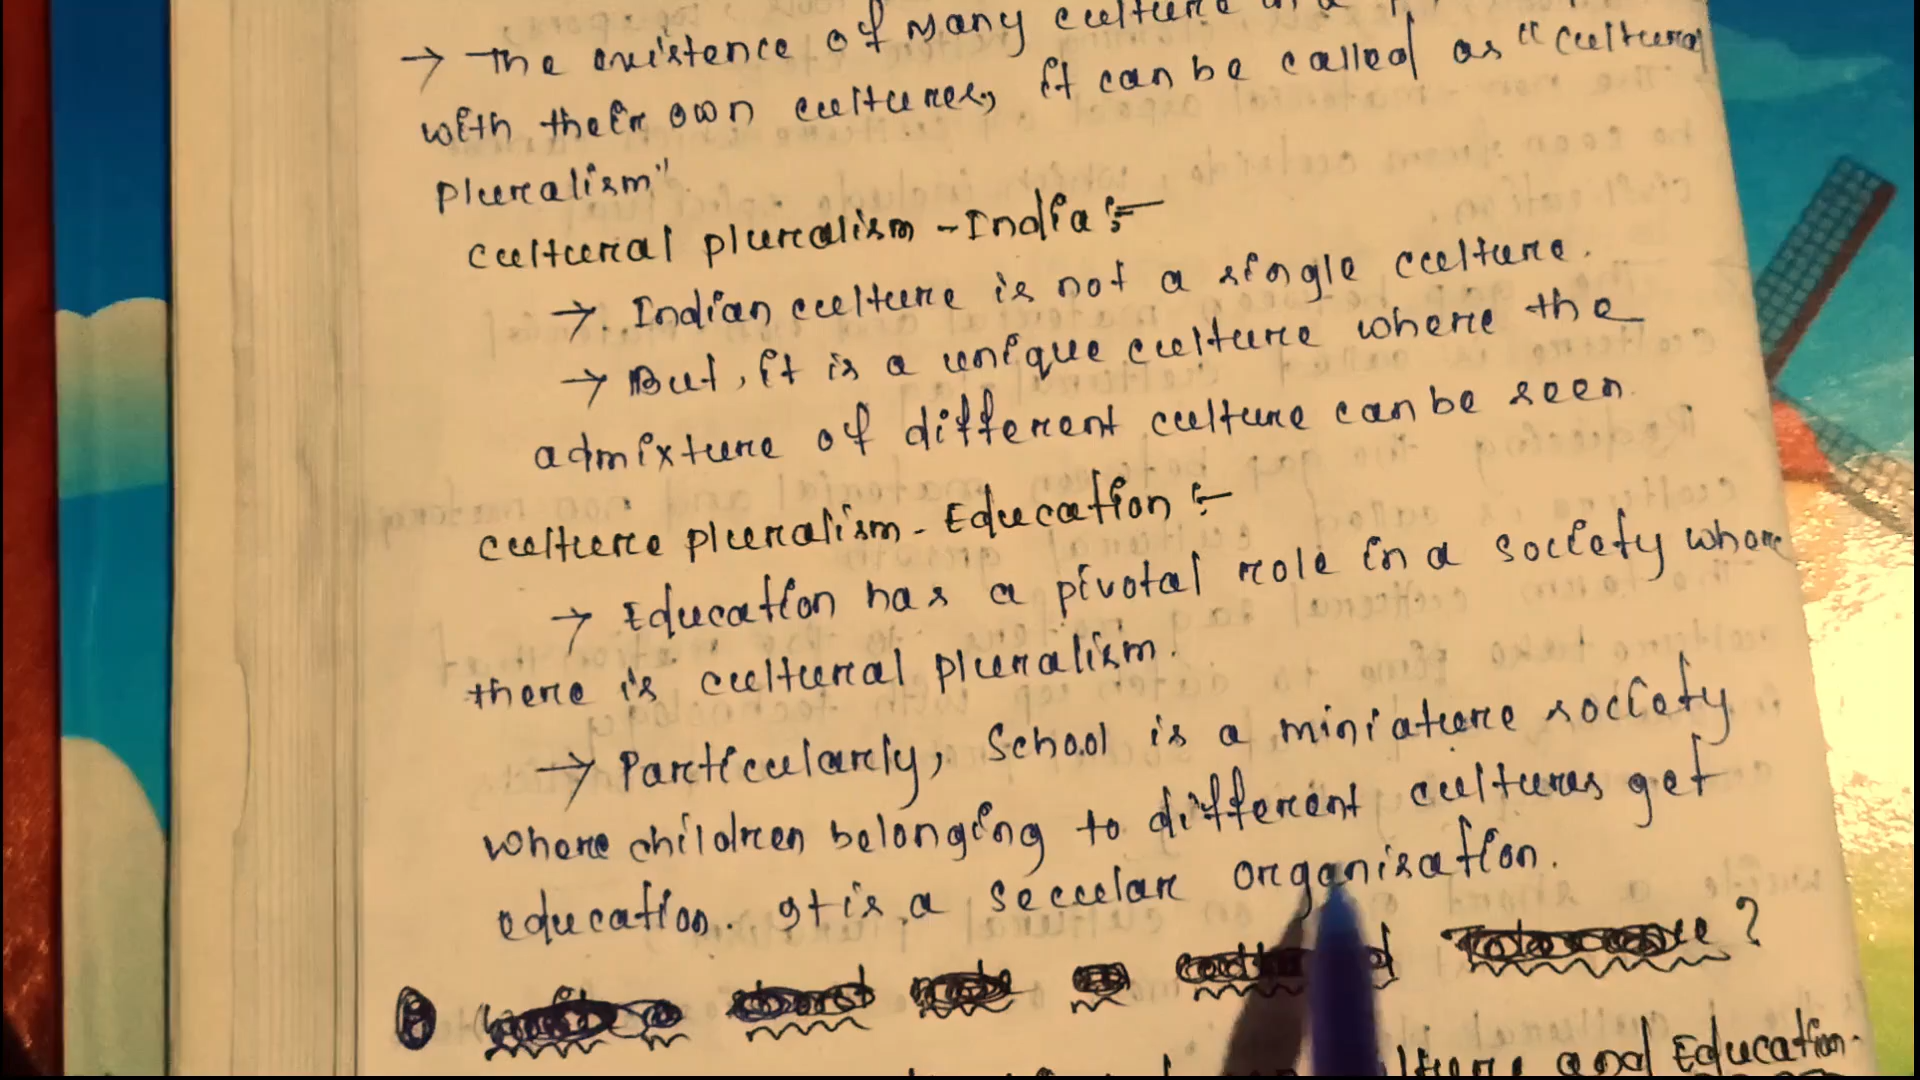 → The existence of Many culture in a
with their own cultures, it can be called as "Cultural
pluralism"
Cultural pluralism - India :-
→ Indian culture is not a single culture.
→ But, it is a unique culture where the
admixture of different culture can be seen.
Culture pluralism - Education :-
→ Education has a pivotal role in a society where
there is cultural pluralism.
→ Particularly, School is a miniature society
where children belonging to different cultures get
education. It is a secular organisation.
?
and Education.